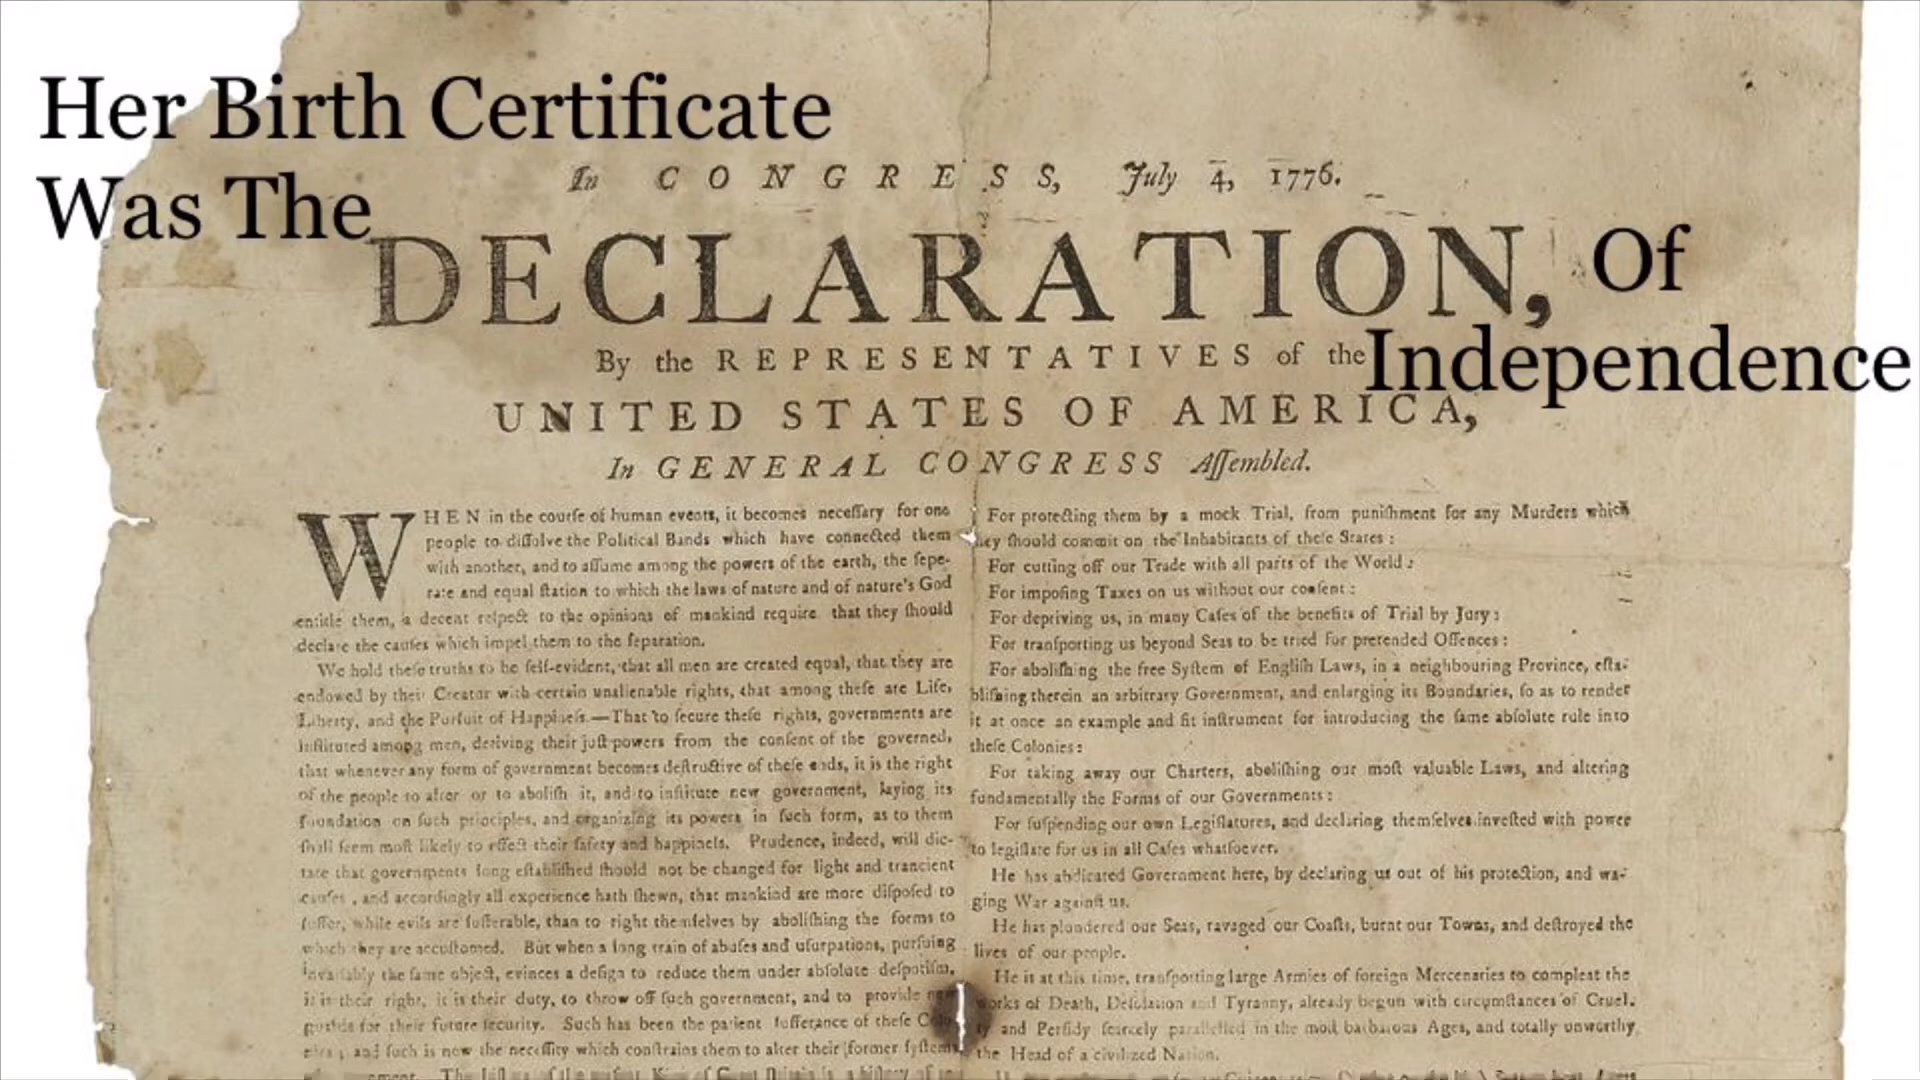 Her Birth Certificate
Was The
In CONGRESS, July 4, 1776.
DECLARATION, Of
By the REPRESENTATIVES of the Independence
UNITED STATES OF AMERICA,
In GENERAL CONGRESS Aſſembled.
WHEN in the courſe of human events, it becomes neceſſary for one
people to diſſolve the Political Bands which have connected them
with another, and to aſſume among the powers of the earth, the ſepe-
rate and equal ſtation to which the laws of nature and of nature's God
entitle them, a decent reſpect to the opinions of mankind require that they ſhould
declare the cauſes which impel them to the ſeparation.
We hold theſe truths to be ſelf-evident, that all men are created equal, that they are
endowed by their Creator with certain unalienable rights, that among theſe are Life,
Liberty, and the Purſuit of Happineſs.—That to ſecure theſe rights, governments are
inſtituted among men, deriving their juſt powers from the conſent of the governed,
that whenever any form of government becomes deſtructive of theſe ends, it is the right
of the people to alter or to aboliſh it, and to inſtitute new government, laying its
foundation on ſuch principles, and organizing its powers in ſuch form, as to them
ſhall ſeem moſt likely to effect their ſafety and happineſs. Prudence, indeed, will dic-
tate that governments long eſtabliſhed ſhould not be changed for light and trancient
cauſes, and accordingly all experience hath ſhewn, that mankind are more diſpoſed to
ſuffer, while evils are ſufferable, than to right themſelves by aboliſhing the forms to
which they are accuſtomed. But when a long train of abuſes and uſurpations, purſuing
invariably the ſame object, evinces a deſign to reduce them under abſolute deſpotiſm,
it is their right, it is their duty, to throw off ſuch government, and to provide
guards for their future ſecurity. Such has been the patient ſufferance of theſe
and ſuch is now the neceſſity which conſtrains them to alter their former ſyſtems
For protecting them by a mock Trial, from puniſhment for any Murders which
they ſhould commit on the Inhabitants of theſe States :
For cutting off our Trade with all parts of the World :
For impoſing Taxes on us without our conſent :
For depriving us, in many Caſes of the benefits of Trial by Jury :
For tranſporting us beyond Seas to be tried for pretended Offences :
For aboliſhing the free Syſtem of Engliſh Laws, in a neighbouring Province, eſta-
bliſhing therein an arbitrary Government, and enlarging its Boundaries, ſo as to render
it at once an example and fit inſtrument for introducing the ſame abſolute rule into
theſe Colonies :
For taking away our Charters, aboliſhing our moſt valuable Laws, and altering
fundamentally the Forms of our Governments :
For ſuſpending our own Legiſlatures, and declaring themſelves inveſted with power
to legiſlate for us in all Caſes whatſoever.
He has abdicated Government here, by declaring us out of his protection, and wa-
ging War againſt us.
He has plundered our Seas, ravaged our Coaſts, burnt our Towns, and deſtroyed the
lives of our people.
He is at this time, tranſporting large Armies of foreign Mercenaries to compleat the
works of Death, Deſolation and Tyranny, already begun with circumſtances of Cruel-
ty and Perfidy ſcarcely parallelled in the moſt barbarous Ages, and totally unworthy
the Head of a civilized Nation.